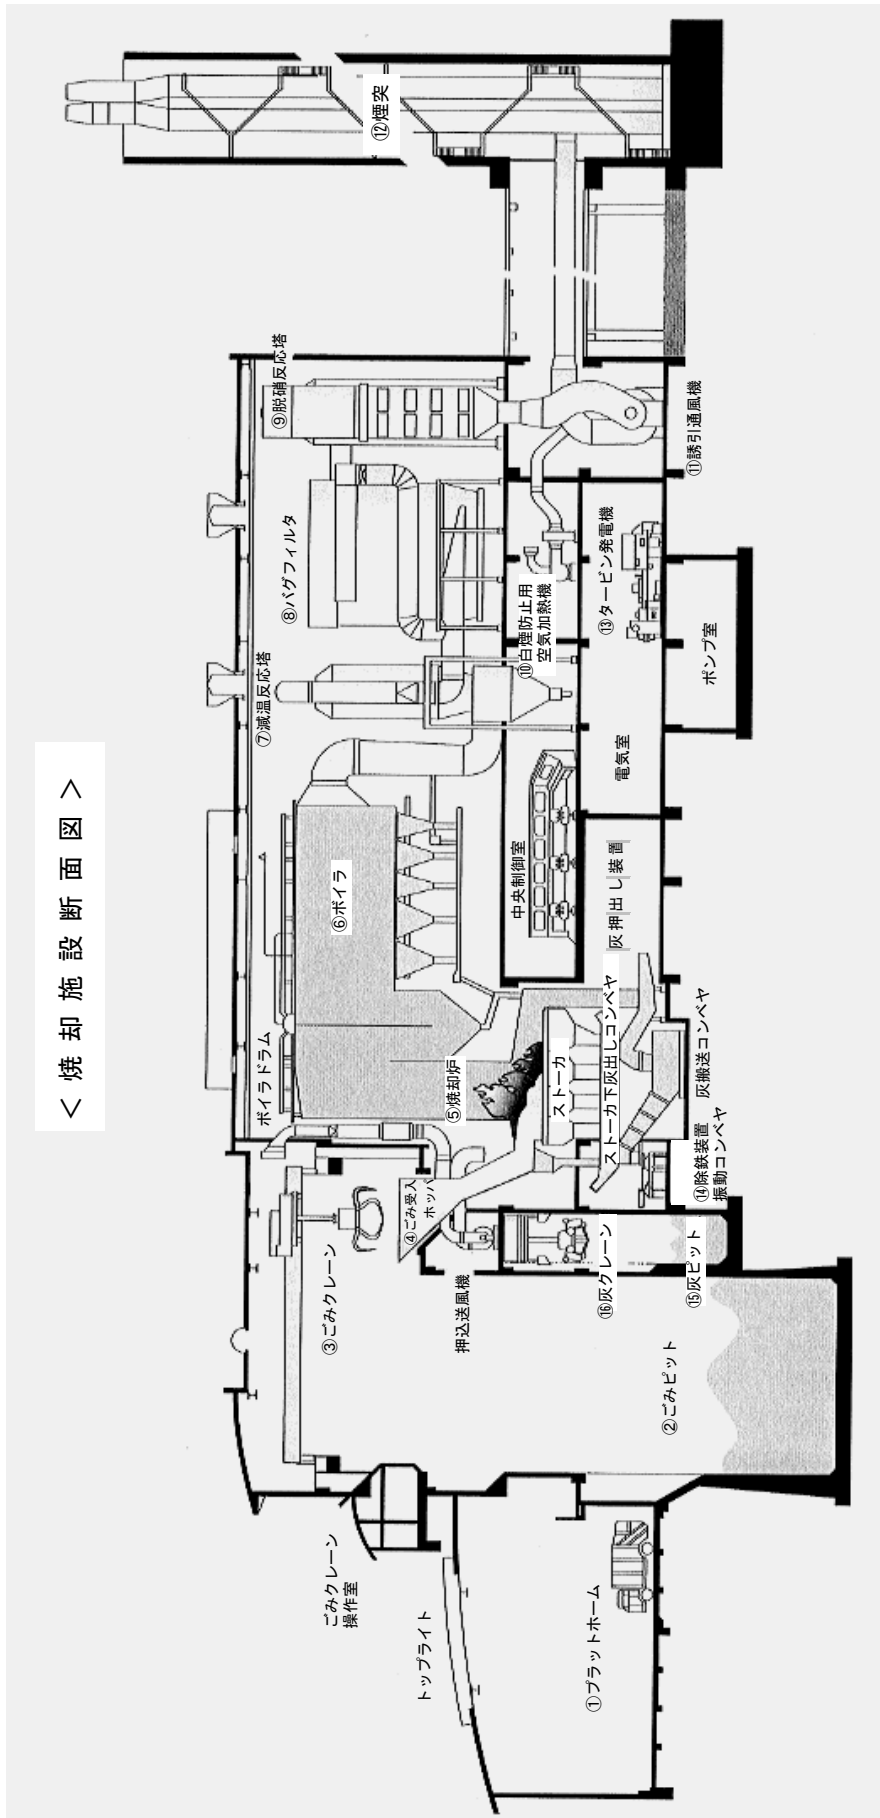 ＜焼却施設断面図＞
①プラットホーム
トップライト
ごみクレーン
操作室
②ごみピット
③ごみクレーン
押込送風機
④ごみ受入
ホッパ
⑯灰クレーン
⑮灰ピット
⑭除鉄装置
振動コンベヤ
灰搬送コンベヤ
ボイラドラム
⑤焼却炉
ストーカ
ストーカ下灰出しコンベヤ
⑥ボイラ
中央制御室
灰押出し装置
⑦減温反応塔
電気室
ポンプ室
⑧バグフィルタ
⑩白煙防止用
空気加熱機
⑬タービン発電機
⑨脱硝反応塔
⑪誘引通風機
⑫煙突